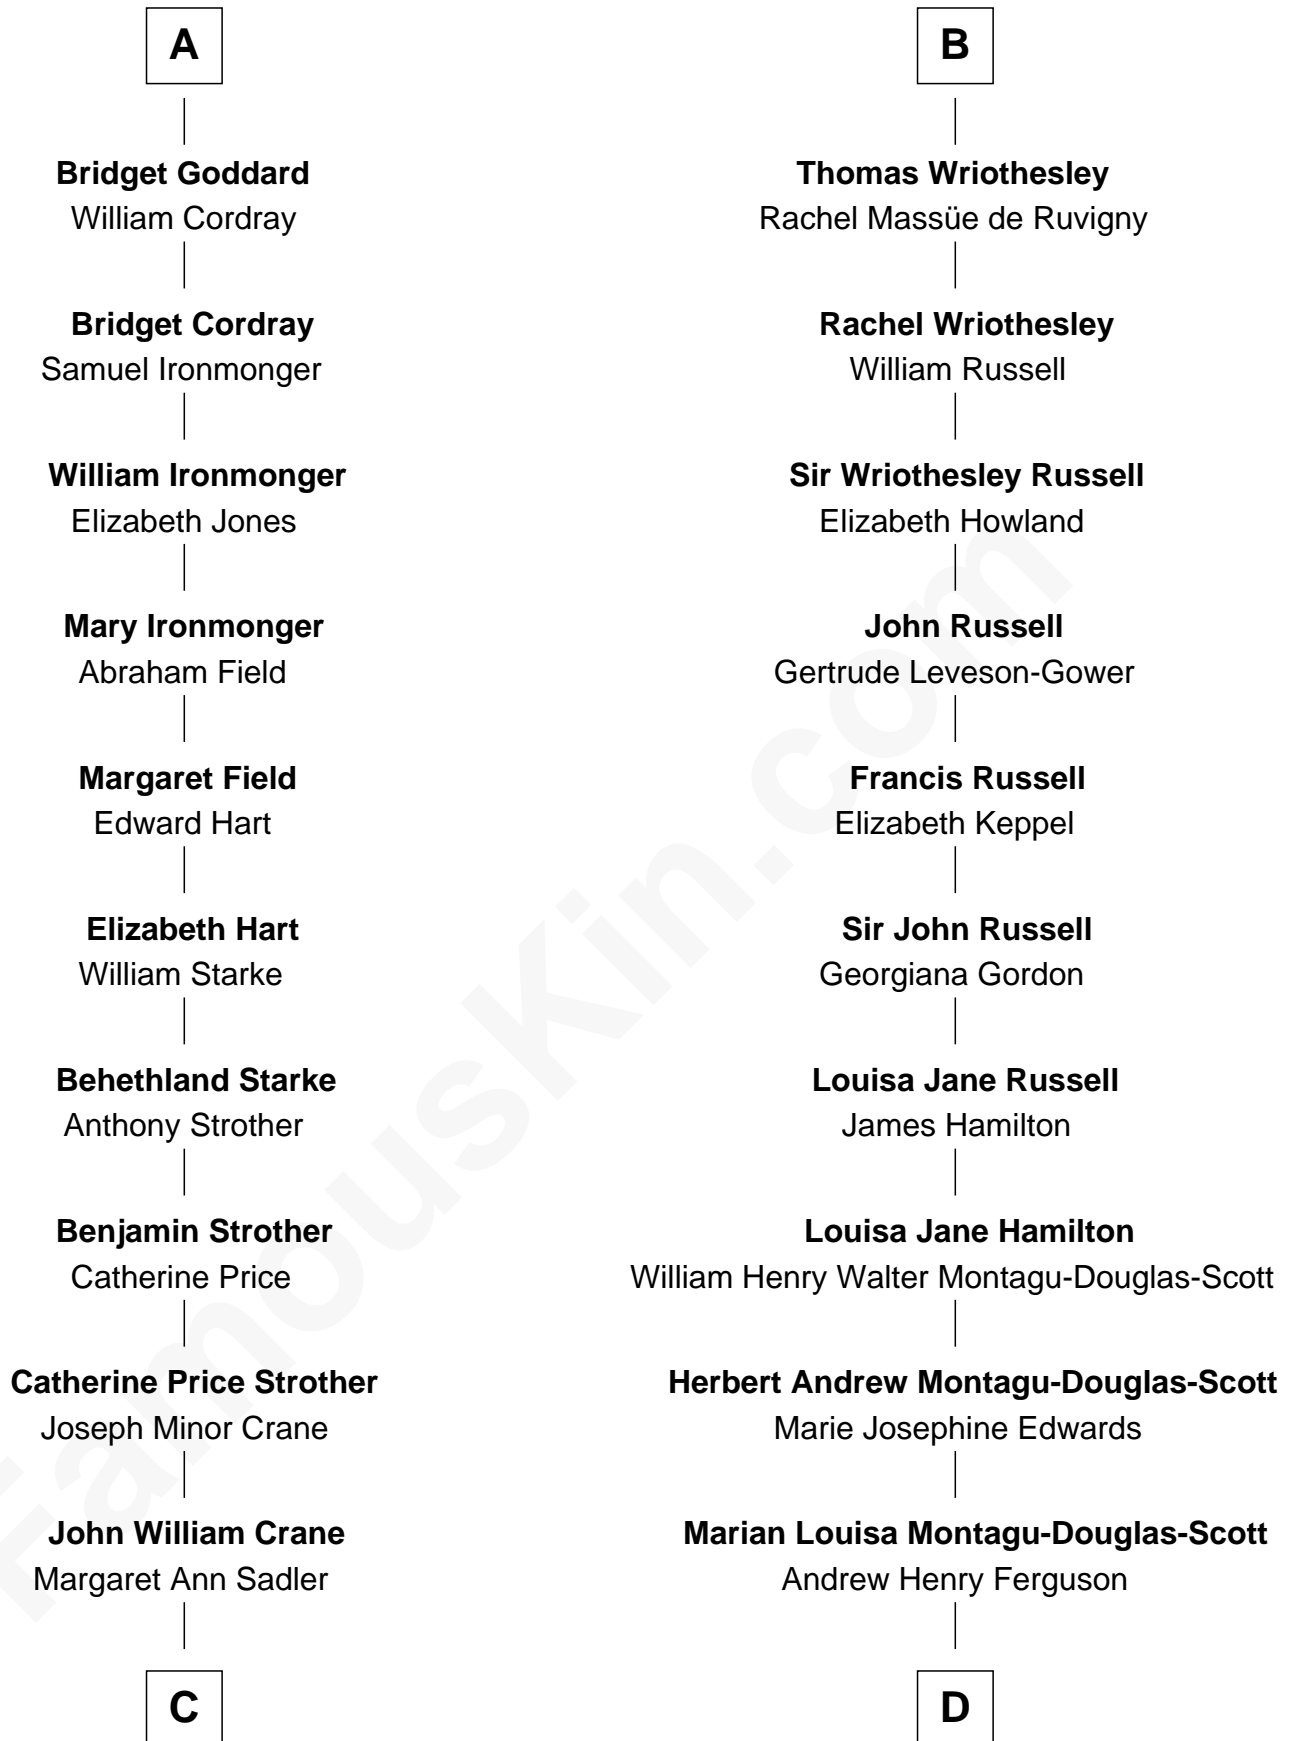 A
Bridget Goddard
William Cordray
Bridget Cordray
Samuel Ironmonger
William Ironmonger
Elizabeth Jones
Mary Ironmonger
Abraham Field
Margaret Field
Edward Hart
Elizabeth Hart
William Starke
Behethland Starke
Anthony Strother
Benjamin Strother
Catherine Price
Catherine Price Strother
Joseph Minor Crane
John William Crane
Margaret Ann Sadler
C
B
Thomas Wriothesley
Rachel Massüe de Ruvigny
Rachel Wriothesley
William Russell
Sir Wriothesley Russell
Elizabeth Howland
John Russell
Gertrude Leveson-Gower
Francis Russell
Elizabeth Keppel
Sir John Russell
Georgiana Gordon
Louisa Jane Russell
James Hamilton
Louisa Jane Hamilton
William Henry Walter Montagu-Douglas-Scott
Herbert Andrew Montagu-Douglas-Scott
Marie Josephine Edwards
Marian Louisa Montagu-Douglas-Scott
Andrew Henry Ferguson
D
FamousKin.com